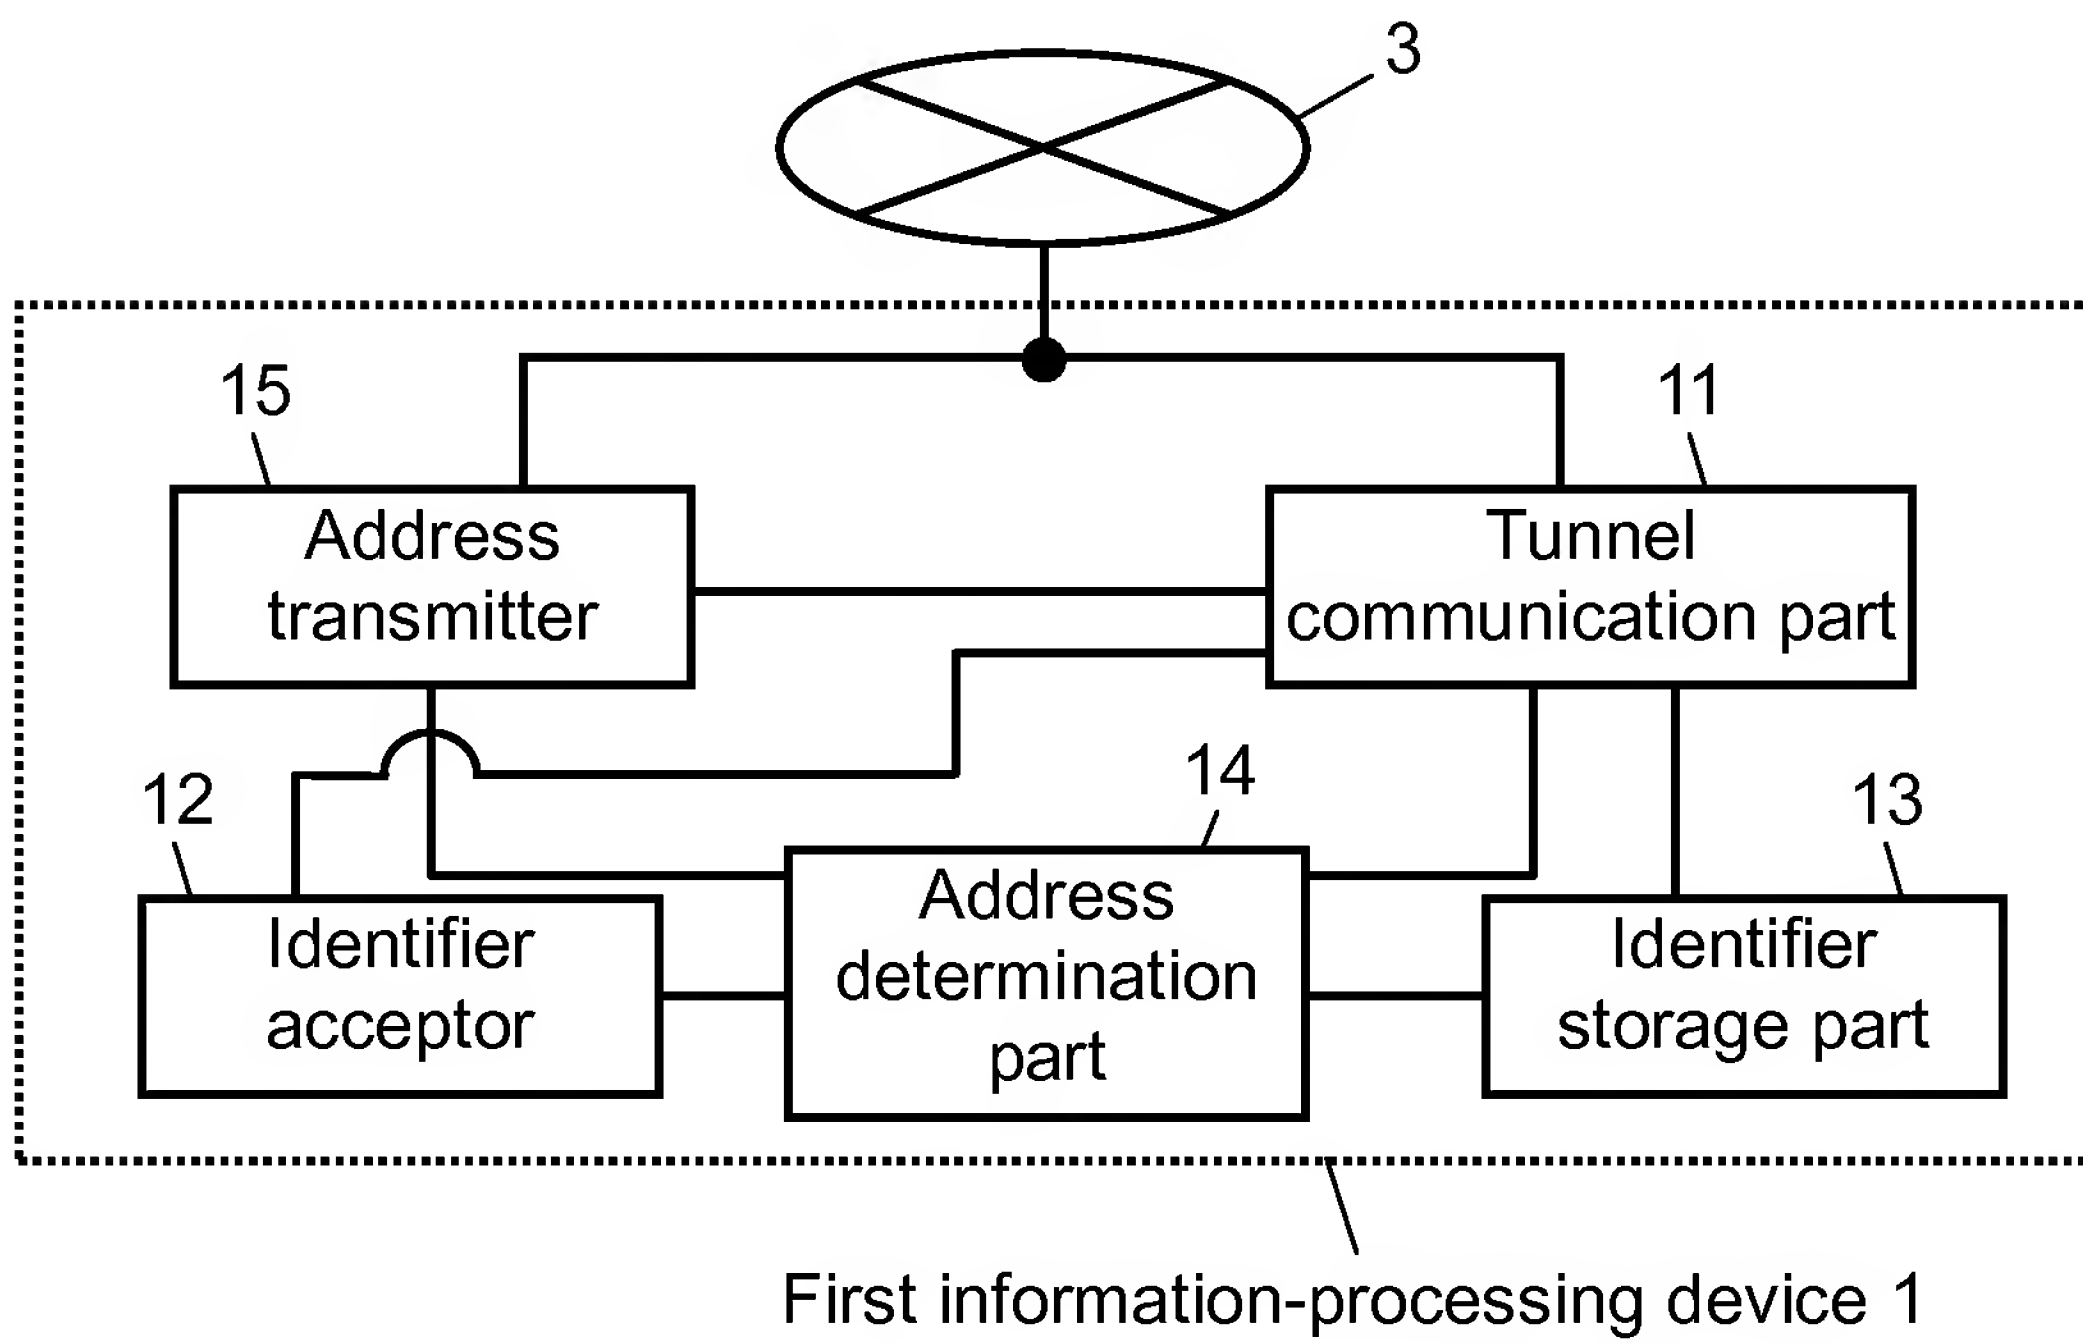 3
15
11
Address
transmitter
Tunnel
communication part
12
14
13
Identifier
acceptor
Address
determination
part
Identifier
storage part
First information-processing device 1